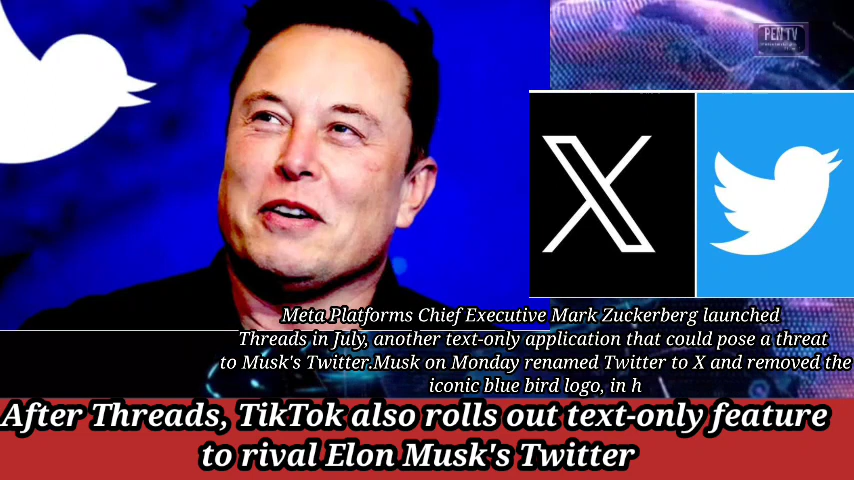 PEN TV
Meta Platforms Chief Executive Mark Zuckerberg launched
Threads in July, another text-only application that could pose a threat
to Musk's Twitter.Musk on Monday renamed Twitter to X and removed the
iconic blue bird logo, in h
After Threads, TikTok also rolls out text-only feature
to rival Elon Musk's Twitter